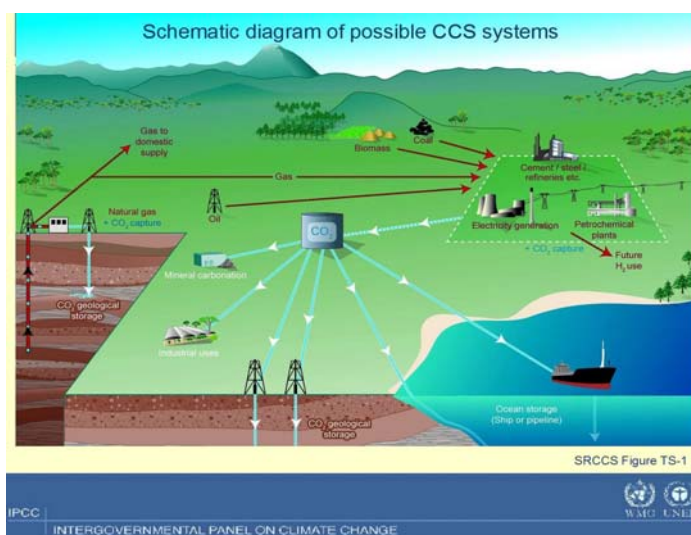 Schematic diagram of possible CCS systems
Gas to
domestic
supply
Biomass
Coal
Cement / steel /
refineries etc.
Gas
Oil
Natural gas
+ CO₂ capture
CO₂
Electricity generation
Petrochemical
plants
+ CO₂ capture
Future
H₂ use
Mineral carbonation
CO₂ geological
storage
Industrial uses
CO₂ geological
storage
Ocean storage
(Ship or pipeline)
SRCCS Figure TS-1
IPCC
INTERGOVERNMENTAL PANEL ON CLIMATE CHANGE
WMO UNEP